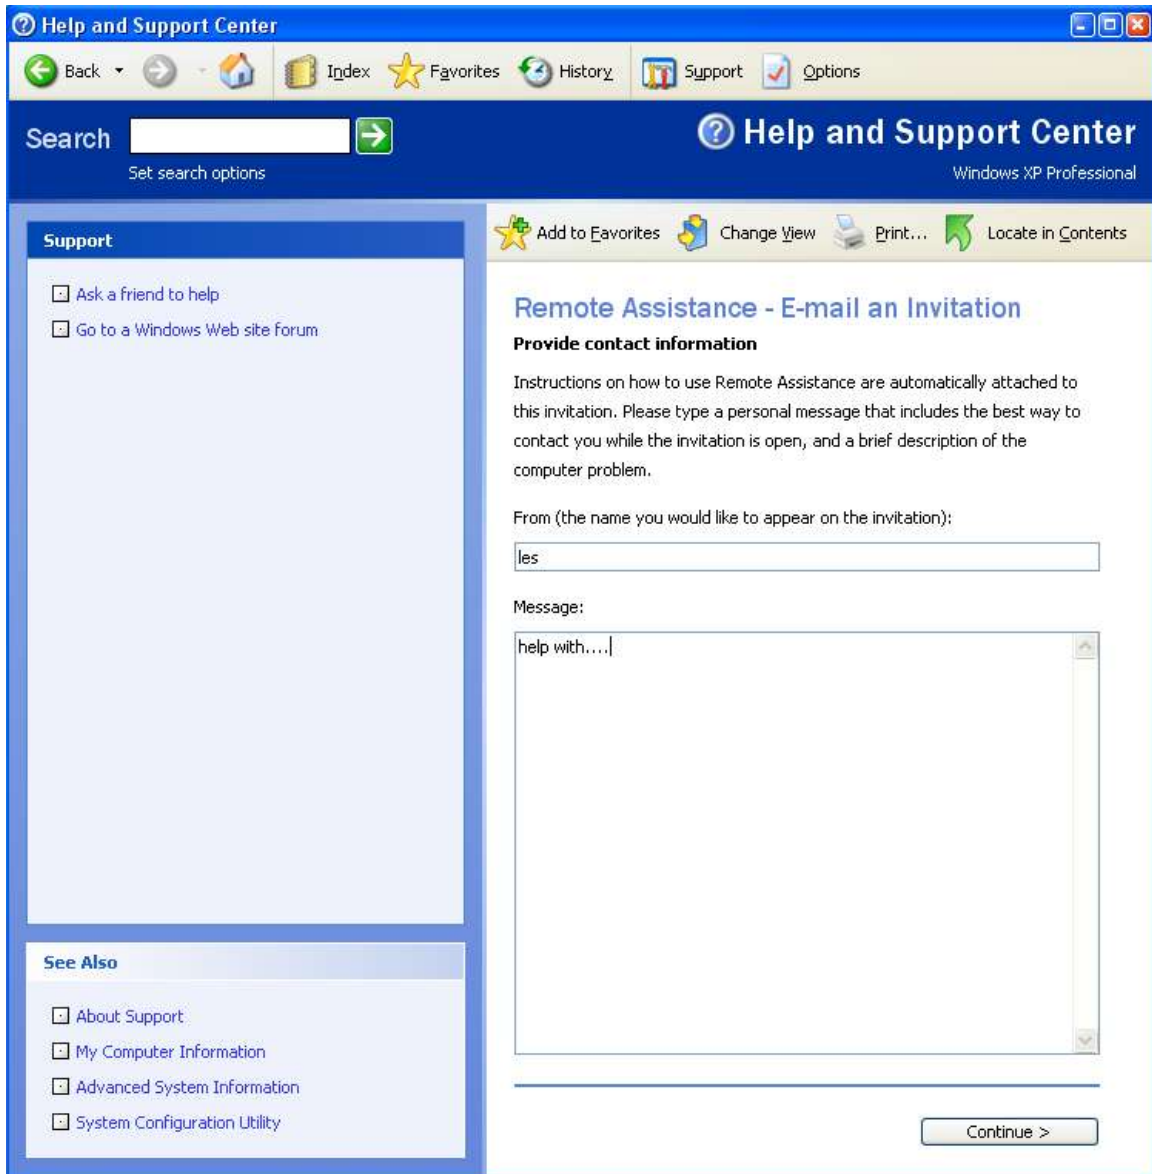 Help and Support Center
Back Index Favorites History Support Options
Search
Set search options
Help and Support Center
Windows XP Professional
Support
Ask a friend to help
Go to a Windows Web site forum
See Also
About Support
My Computer Information
Advanced System Information
System Configuration Utility
Add to Favorites Change View Print... Locate in Contents
Remote Assistance - E-mail an Invitation
Provide contact information
Instructions on how to use Remote Assistance are automatically attached to
this invitation. Please type a personal message that includes the best way to
contact you while the invitation is open, and a brief description of the
computer problem.
From (the name you would like to appear on the invitation):
les
Message:
help with....
Continue >